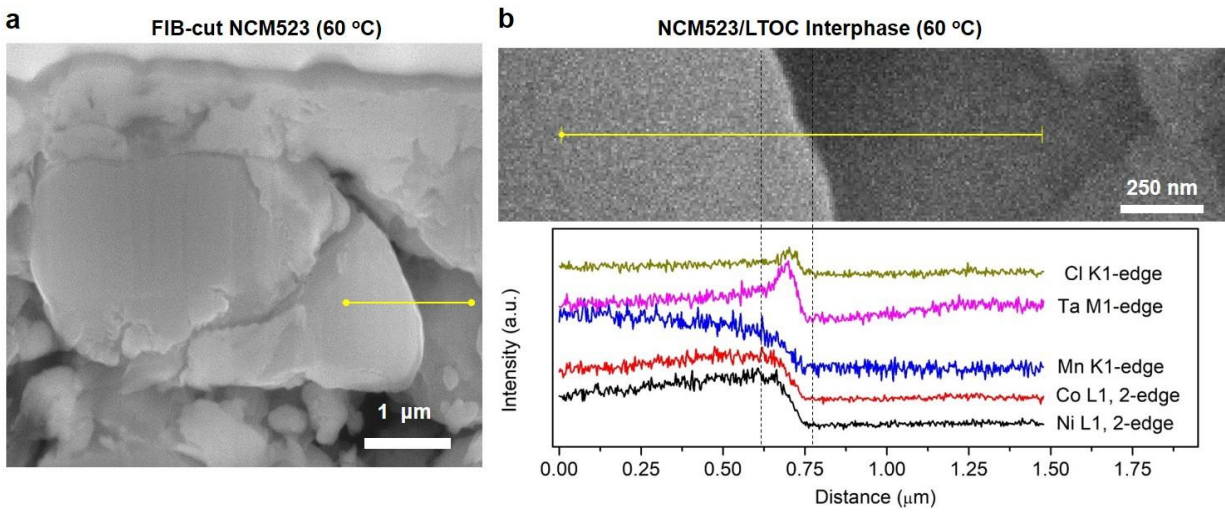 a
FIB-cut NCM523 (60 °C)
1 μm
b
NCM523/LTOC Interphase (60 °C)
250 nm
Cl K1-edge
Ta M1-edge
Mn K1-edge
Co L1, 2-edge
Ni L1, 2-edge
Intensity (a.u.)
0.00 0.25 0.50 0.75 1.00 1.25 1.50 1.75
Distance (μm)